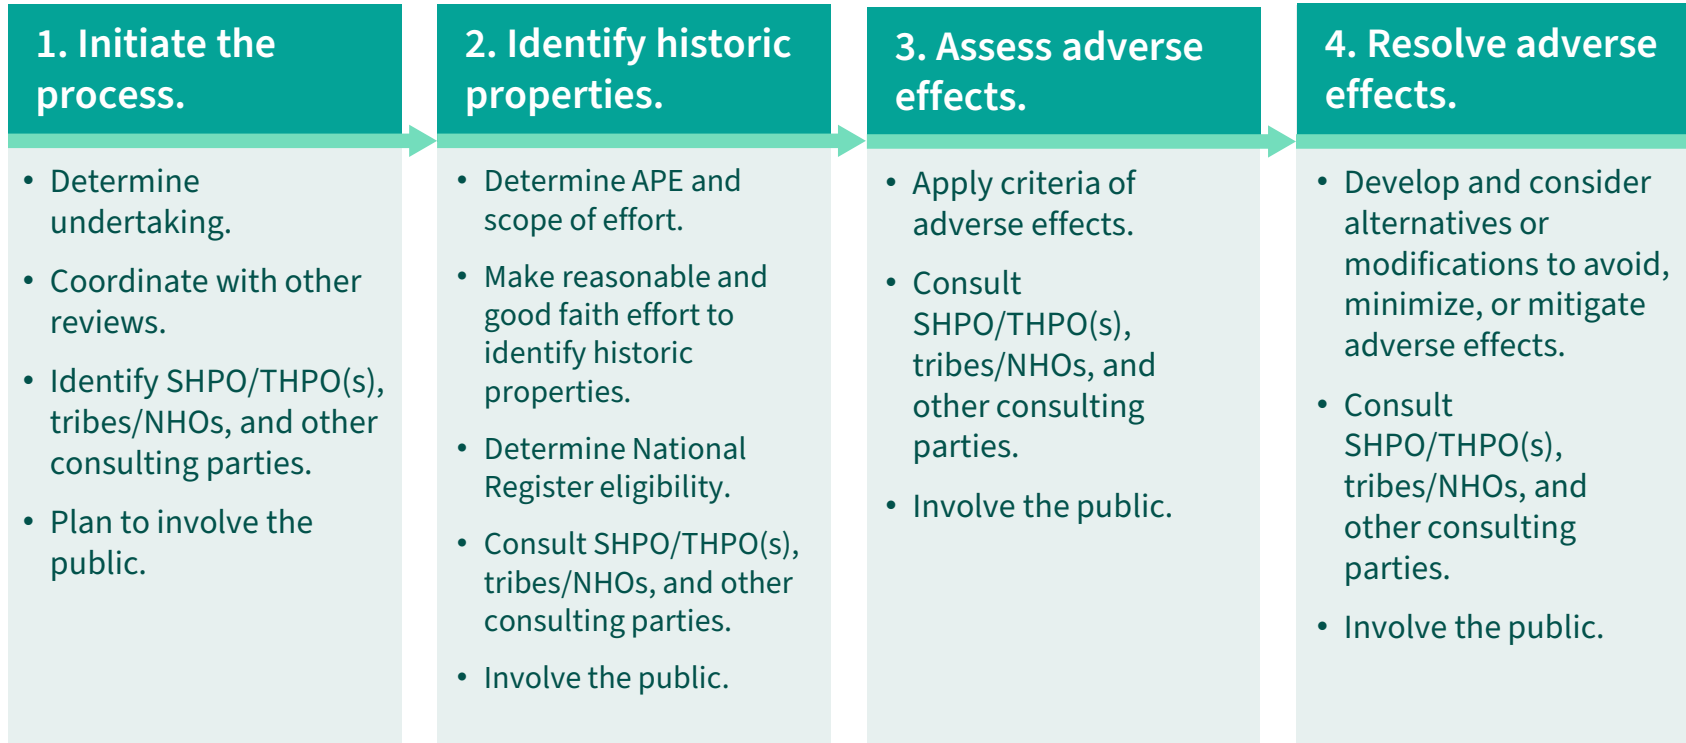 1. Initiate the
process.
• Determine
undertaking.
• Coordinate with other
reviews.
• Identify SHPO/THPO(s),
tribes/NHOs, and other
consulting parties.
• Plan to involve the
public.
2. Identify historic
properties.
• Determine APE and
scope of effort.
• Make reasonable and
good faith effort to
identify historic
properties.
• Determine National
Register eligibility.
• Consult SHPO/THPO(s),
tribes/NHOs, and other
consulting parties.
• Involve the public.
3. Assess adverse
effects.
• Apply criteria of
adverse effects.
• Consult
SHPO/THPO(s),
tribes/NHOs, and
other consulting
parties.
• Involve the public.
4. Resolve adverse
effects.
• Develop and consider
alternatives or
modifications to avoid,
minimize, or mitigate
adverse effects.
• Consult
SHPO/THPO(s),
tribes/NHOs, and
other consulting
parties.
• Involve the public.